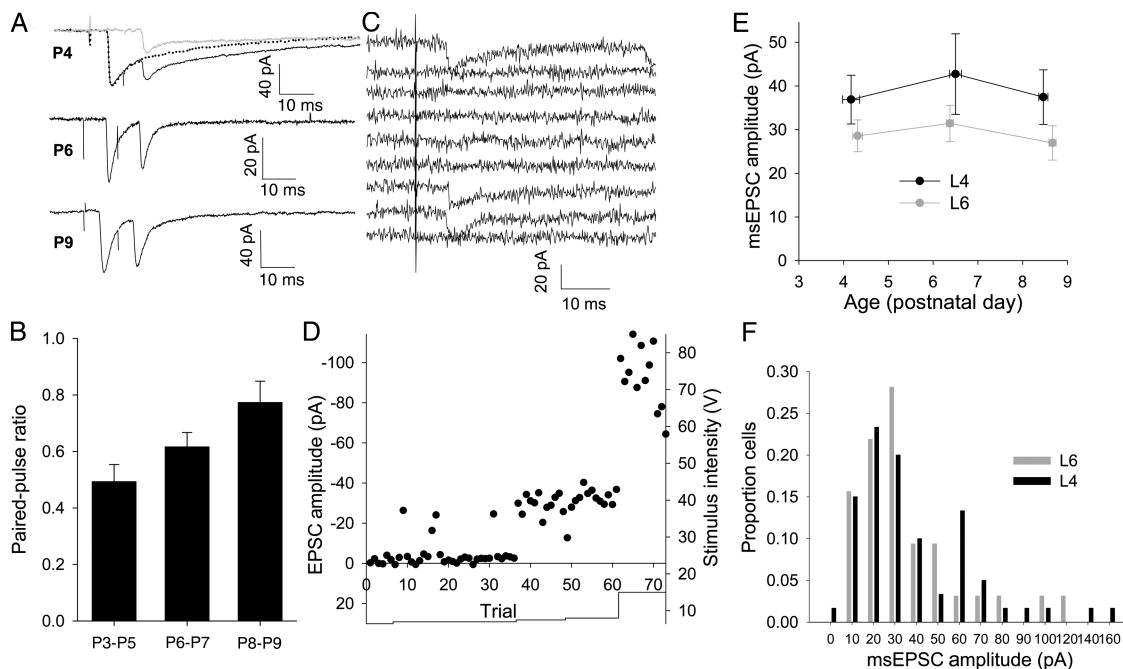 A
P4
40 pA
10 ms
P6
20 pA
10 ms
P9
40 pA
10 ms
B
Paired-pulse ratio
1.0
0.8
0.6
0.4
0.2
0.0
P3-P5
P6-P7
P8-P9
C
20 pA
10 ms
D
EPSC amplitude (pA)
-100
-80
-60
-40
-20
0
20
0 10 20 30 40 50 60 70
Trial
Stimulus intensity (V)
80
70
60
50
40
30
20
10
E
msEPSC amplitude (pA)
50
40
30
20
10
0
L4
L6
3 4 5 6 7 8 9
Age (postnatal day)
F
Proportion cells
0.30
0.25
0.20
0.15
0.10
0.05
0.00
L6
L4
0 10 20 30 40 50 60 70 80 90 100 120 140 160
msEPSC amplitude (pA)